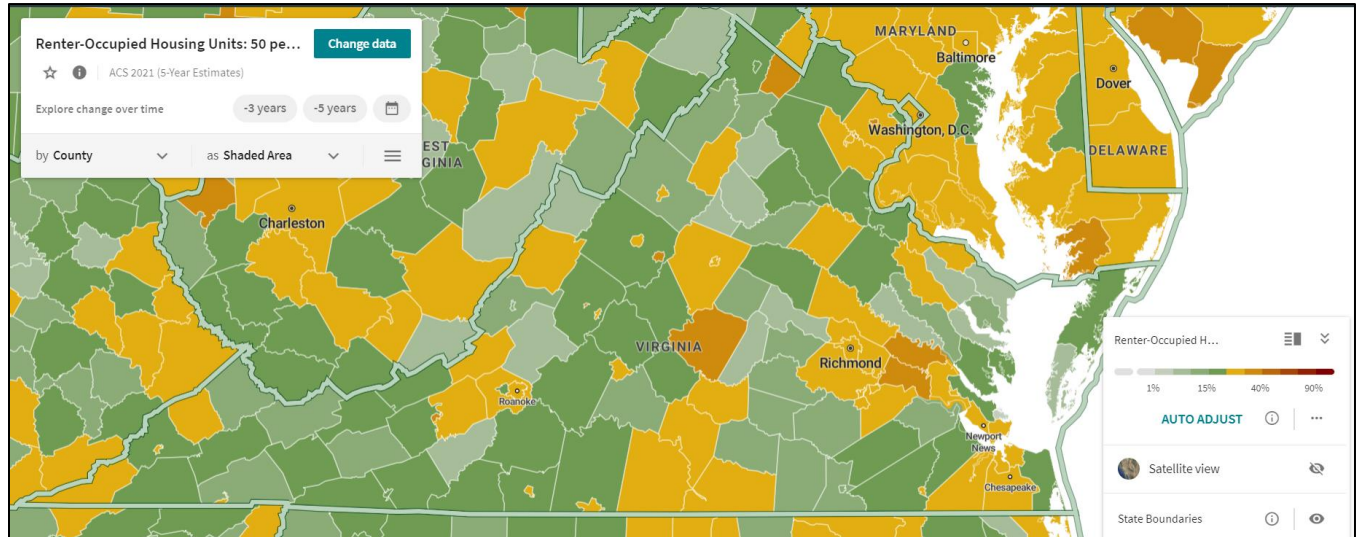 Renter-Occupied Housing Units: 50 pe...
Change data
ACS 2021 (5-Year Estimates)
Explore change over time
-3 years
-5 years
by County
as Shaded Area
EST
GINIA
MARYLAND
Baltimore
Dover
Washington, D.C.
DELAWARE
Charleston
VIRGINIA
Richmond
Roanoke
Newport
News
Chesapeake
Renter-Occupied H...
1% 15% 40% 90%
AUTO ADJUST
Satellite view
State Boundaries